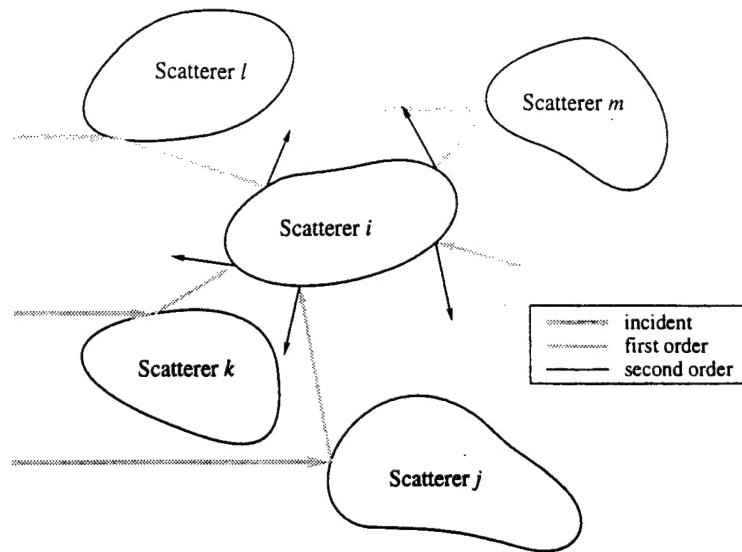 Scatterer l
Scatterer m
Scatterer i
Scatterer k
Scatterer j
incident
first order
second order